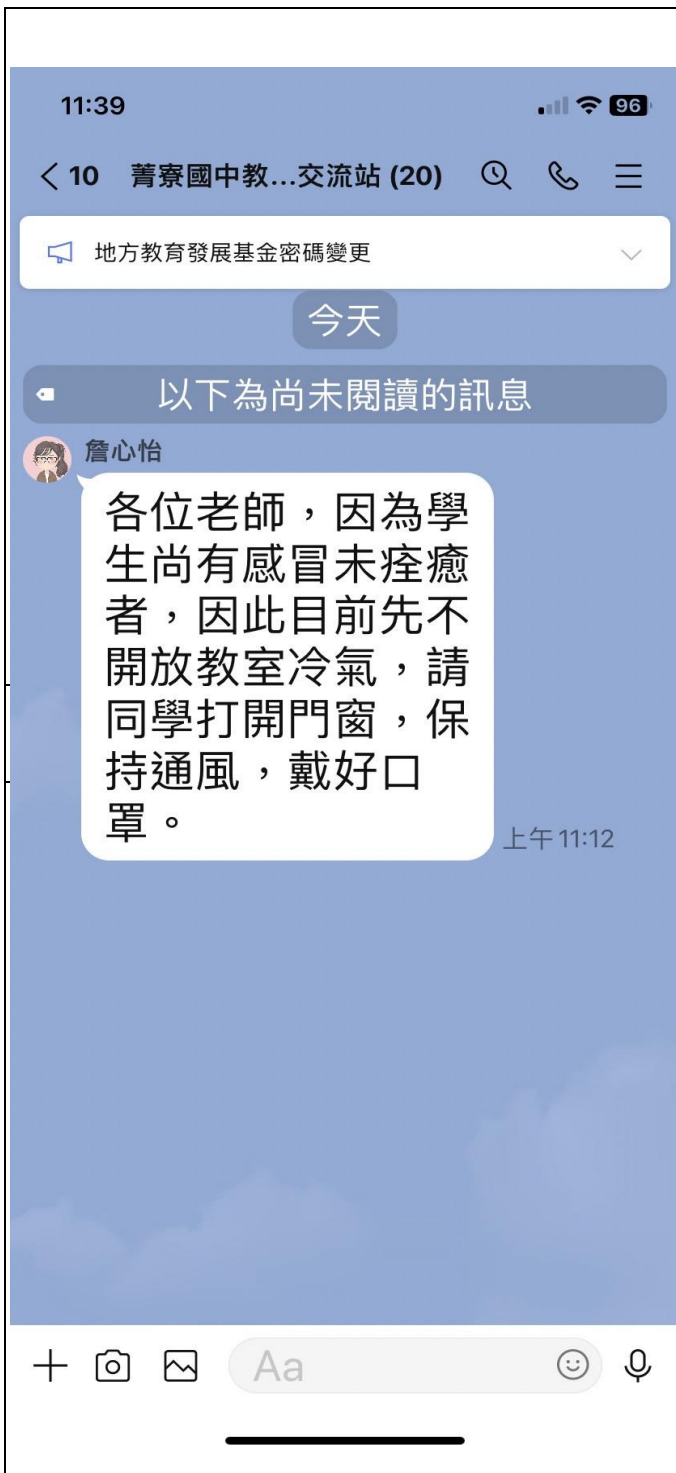 11:39
96
10 菁寮國中教...交流站 (20)
地方教育發展基金密碼變更
今天
以下為尚未閱讀的訊息
詹心怡
各位老師，因為學
生尚有感冒未痊癒
者，因此目前先不
開放教室冷氣，請
同學打開門窗，保
持通風，戴好口
罩。
上午 11:12
Aa